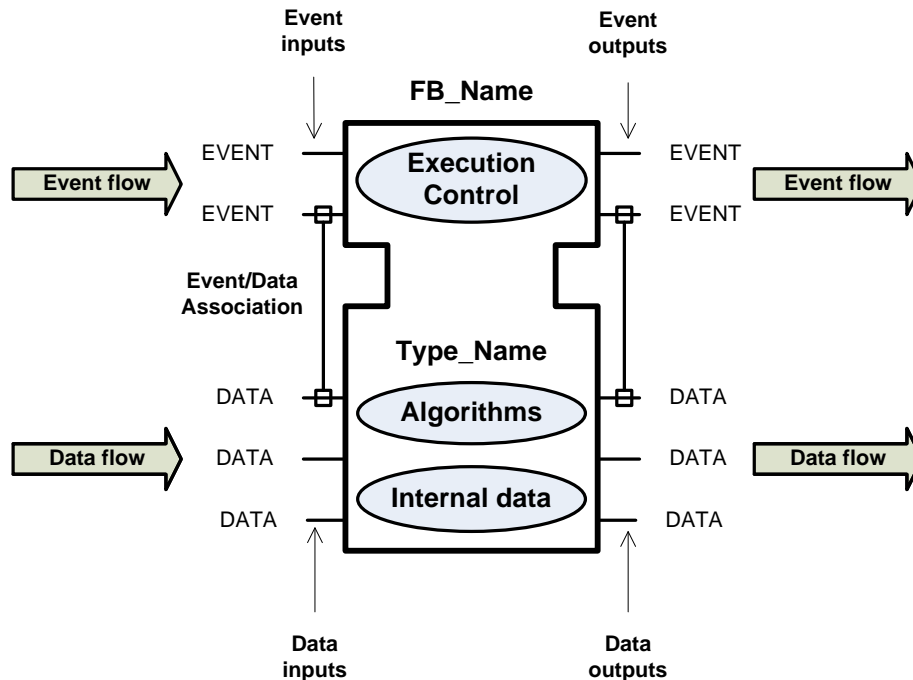 Event
inputs
Event
outputs
FB_Name
EVENT
Execution
Control
EVENT
Event flow
Event flow
EVENT
EVENT
Event/Data
Association
Type_Name
DATA
Algorithms
DATA
Data flow
DATA
DATA
Data flow
Internal data
DATA
DATA
Data
inputs
Data
outputs